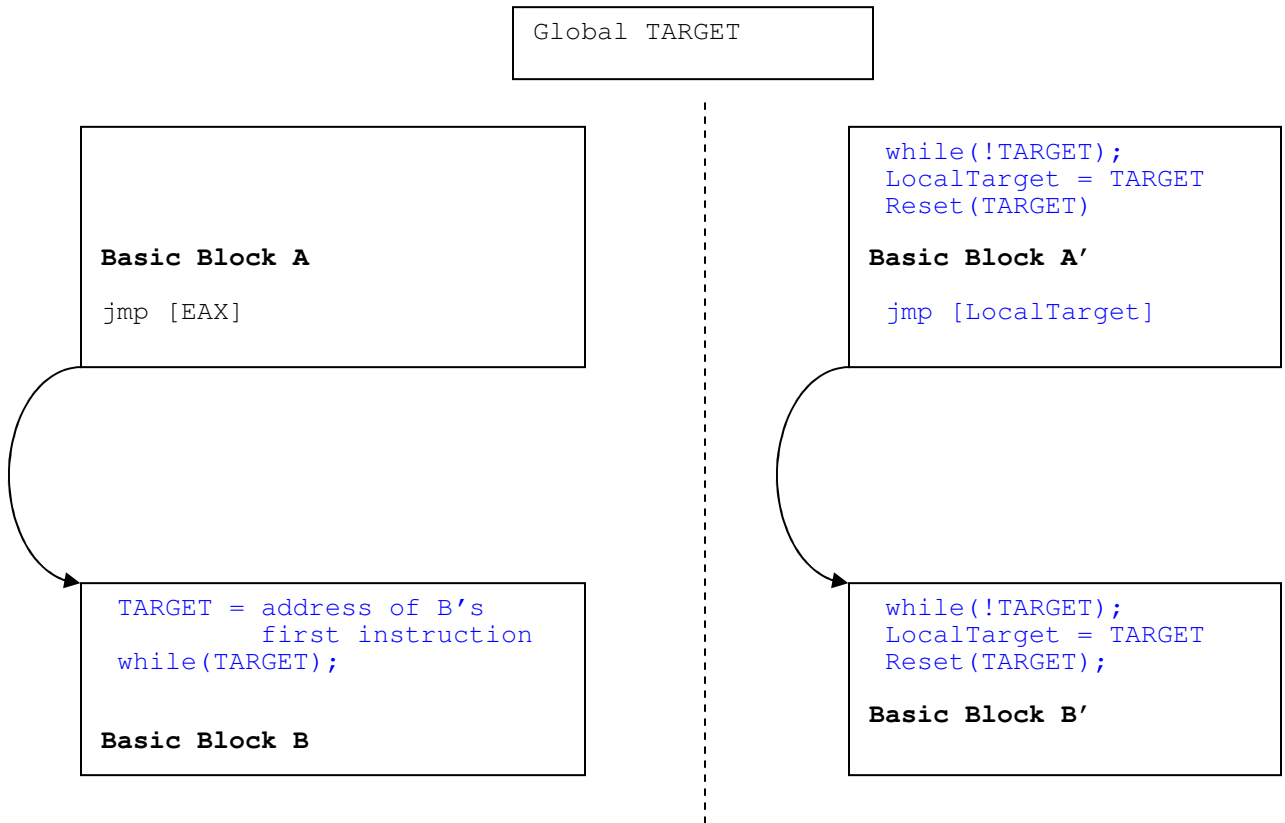 Global TARGET
Basic Block A
jmp [EAX]
while(!TARGET);
LocalTarget = TARGET
Reset(TARGET)
Basic Block A’
jmp [LocalTarget]
TARGET = address of B’s
first instruction
while(TARGET);
Basic Block B
while(!TARGET);
LocalTarget = TARGET
Reset(TARGET);
Basic Block B’